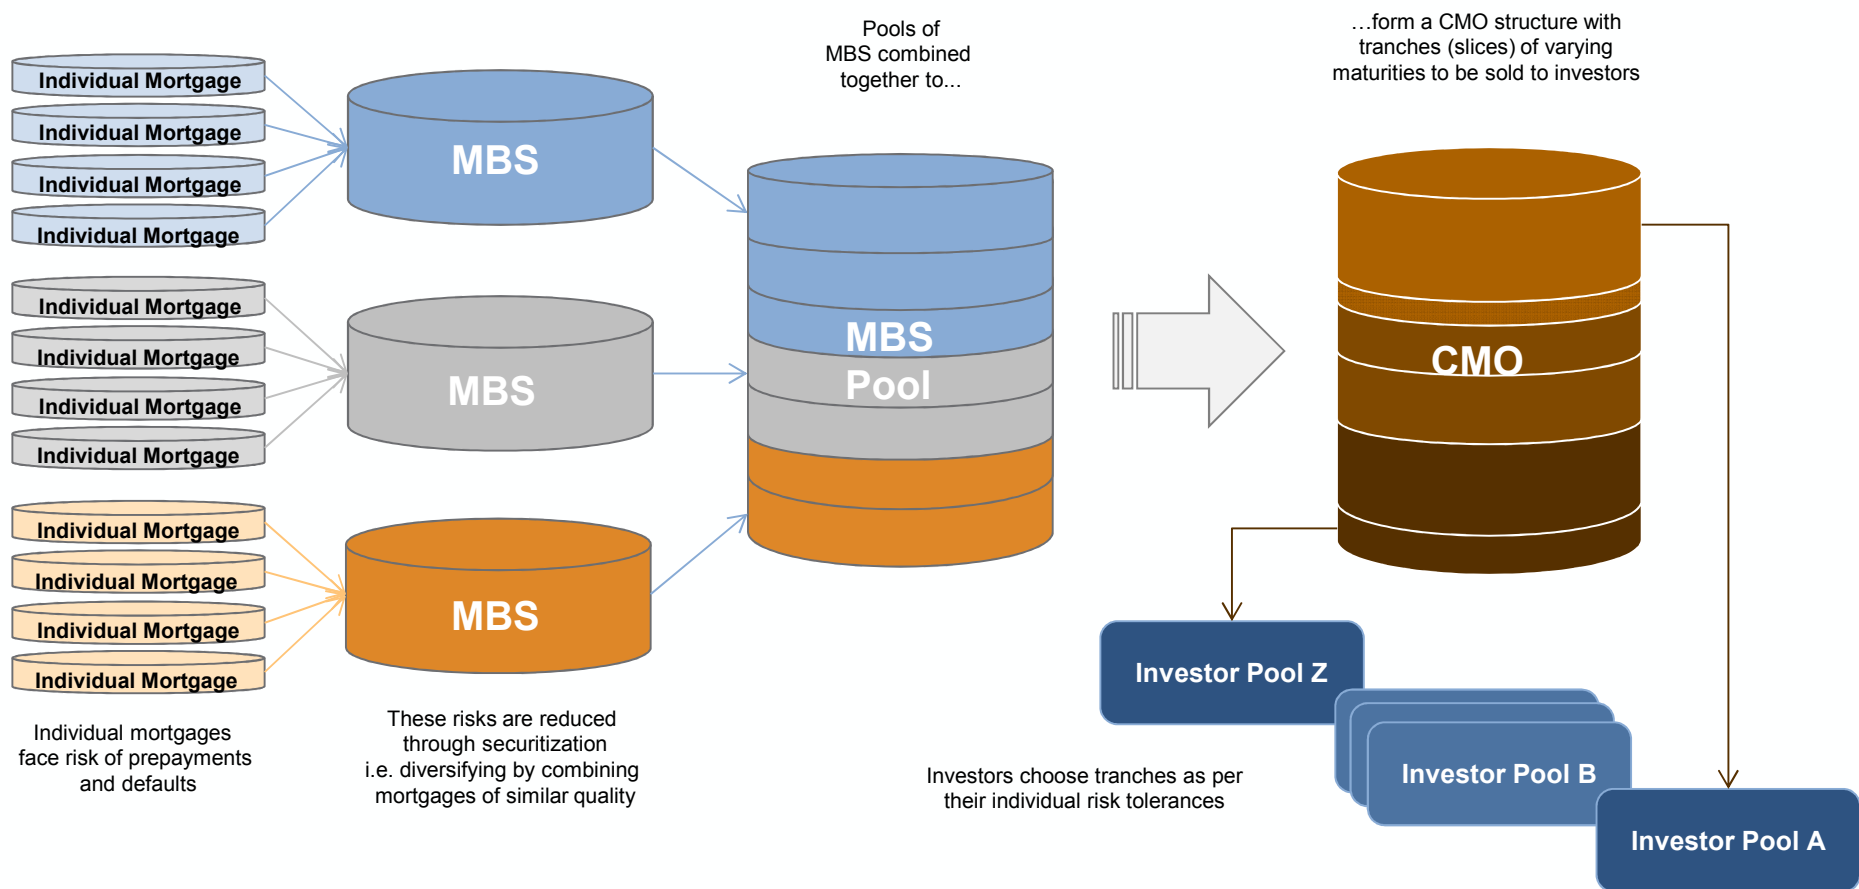 Individual Mortgage
Individual Mortgage
Individual Mortgage
Individual Mortgage
Individual Mortgage
Individual Mortgage
Individual Mortgage
Individual Mortgage
Individual Mortgage
Individual Mortgage
Individual Mortgage
Individual Mortgage
Individual mortgages
face risk of prepayments
and defaults
MBS
MBS
MBS
These risks are reduced
through securitization
i.e. diversifying by combining
mortgages of similar quality
Pools of
MBS combined
together to...
MBS
Pool
…form a CMO structure with
tranches (slices) of varying
maturities to be sold to investors
CMO
Investor Pool Z
Investor Pool B
Investor Pool A
Investors choose tranches as per
their individual risk tolerances